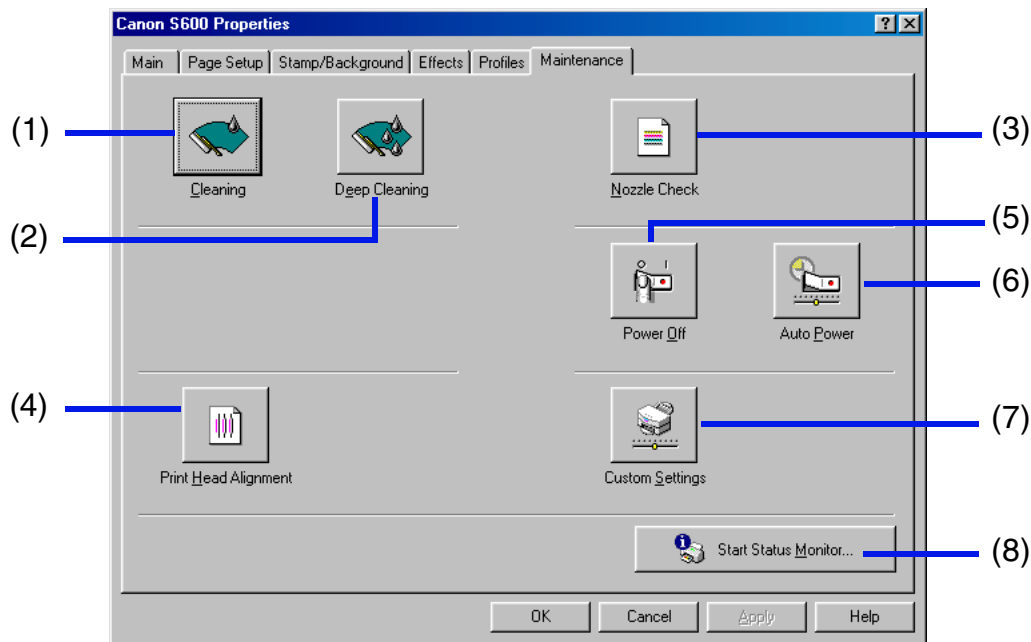 Canon S600 Properties
Main Page Setup Stamp/Background Effects Profiles Maintenance
(1)
(3)
Cleaning Deep Cleaning Nozzle Check
(2)
(5)
(6)
Power Off Auto Power
(4)
(7)
Print Head Alignment Custom Settings
Start Status Monitor...
(8)
OK Cancel Apply Help